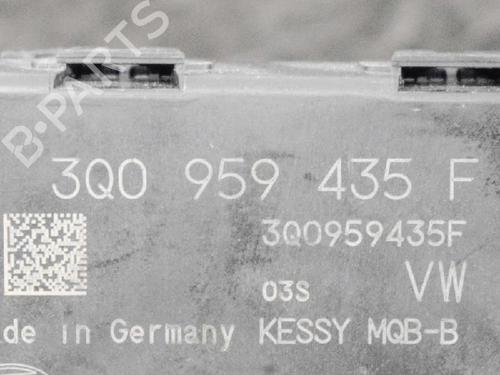 B-PARTS
3Q0 959 435 F
3Q0959435F
03S VW
de in Germany KESSY MQB-B